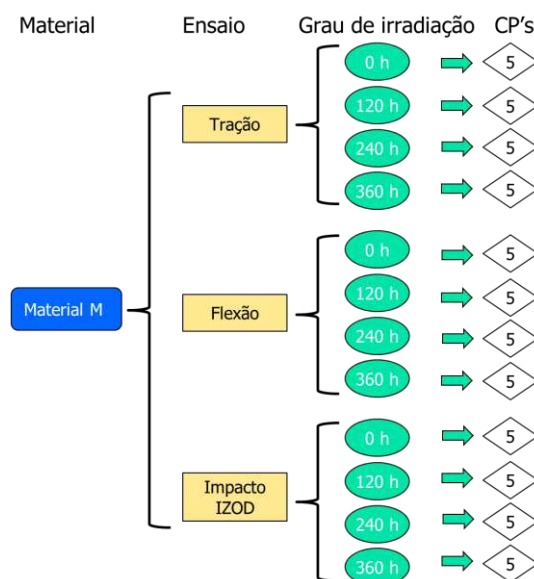 Material Ensaio Grau de irradiação CP's
0 h 5
120 h 5
Tração
240 h 5
360 h 5
0 h 5
120 h 5
Material M Flexão
240 h 5
360 h 5
0 h 5
120 h 5
Impacto
IZOD
240 h 5
360 h 5